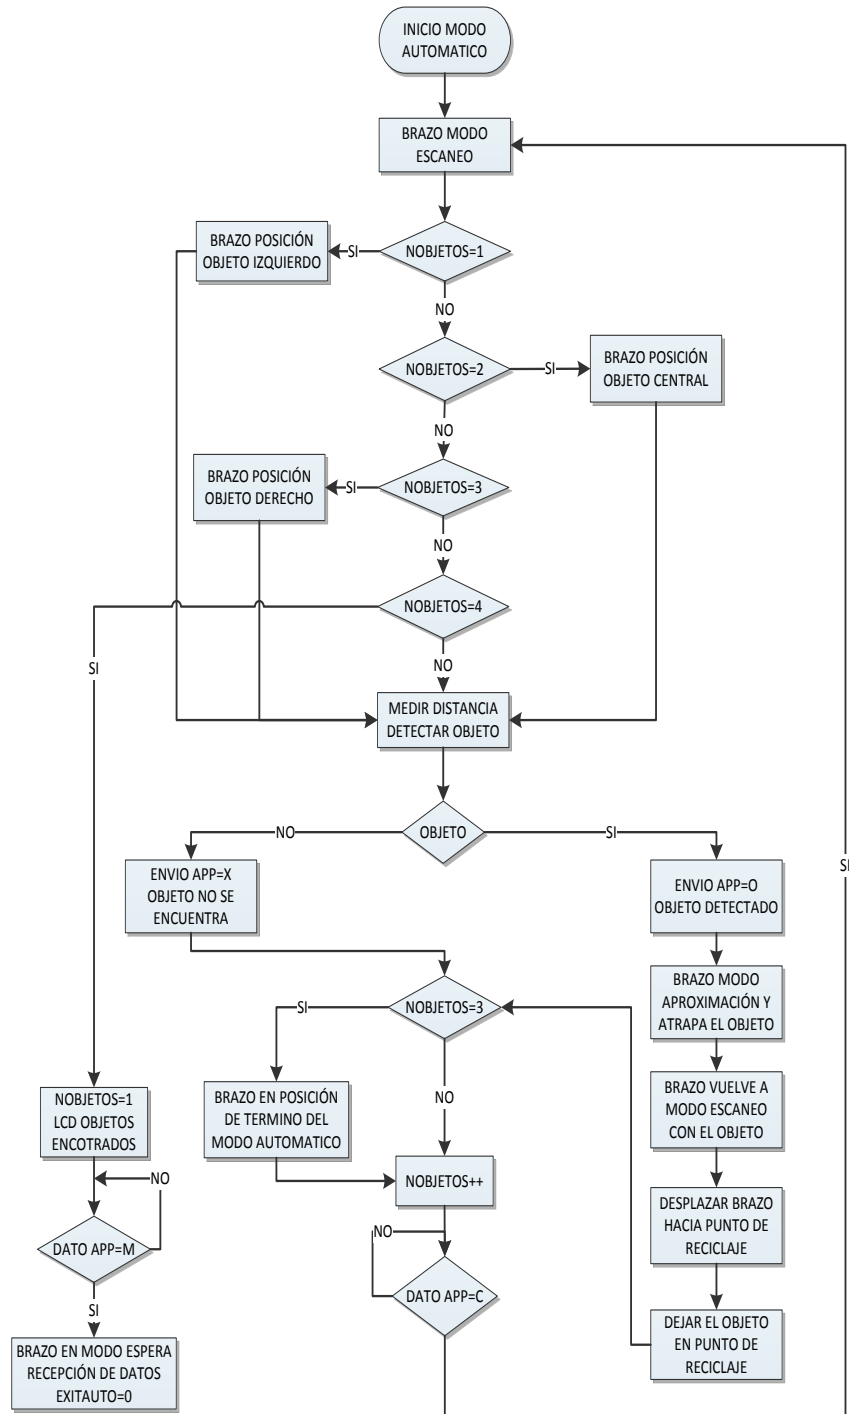 INICIO MODO
AUTOMATICO
BRAZO MODO
ESCANEO
BRAZO POSICIÓN
OBJETO IZQUIERDO
SI
NOBJETOS=1
NO
NOBJETOS=2
SI
BRAZO POSICIÓN
OBJETO CENTRAL
NO
BRAZO POSICIÓN
OBJETO DERECHO
SI
NOBJETOS=3
NO
NOBJETOS=4
SI
NO
MEDIR DISTANCIA
DETECTAR OBJETO
NO
OBJETO
SI
ENVIO APP=X
OBJETO NO SE
ENCUENTRA
ENVIO APP=O
OBJETO DETECTADO
SI
BRAZO MODO
APROXIMACIÓN Y
ATRAPA EL OBJETO
SI
NOBJETOS=3
NO
BRAZO VUELVE A
MODO ESCANEO
CON EL OBJETO
NOBJETOS=1
LCD OBJETOS
ENCOTRADOS
BRAZO EN POSICIÓN
DE TERMINO DEL
MODO AUTOMATICO
NO
NOBJETOS++
DESPLAZAR BRAZO
HACIA PUNTO DE
RECICLAJE
DATO APP=M
NO
DATO APP=C
SI
DEJAR EL OBJETO
EN PUNTO DE
RECICLAJE
BRAZO EN MODO ESPERA
RECEPCIÓN DE DATOS
EXITAUTO=0